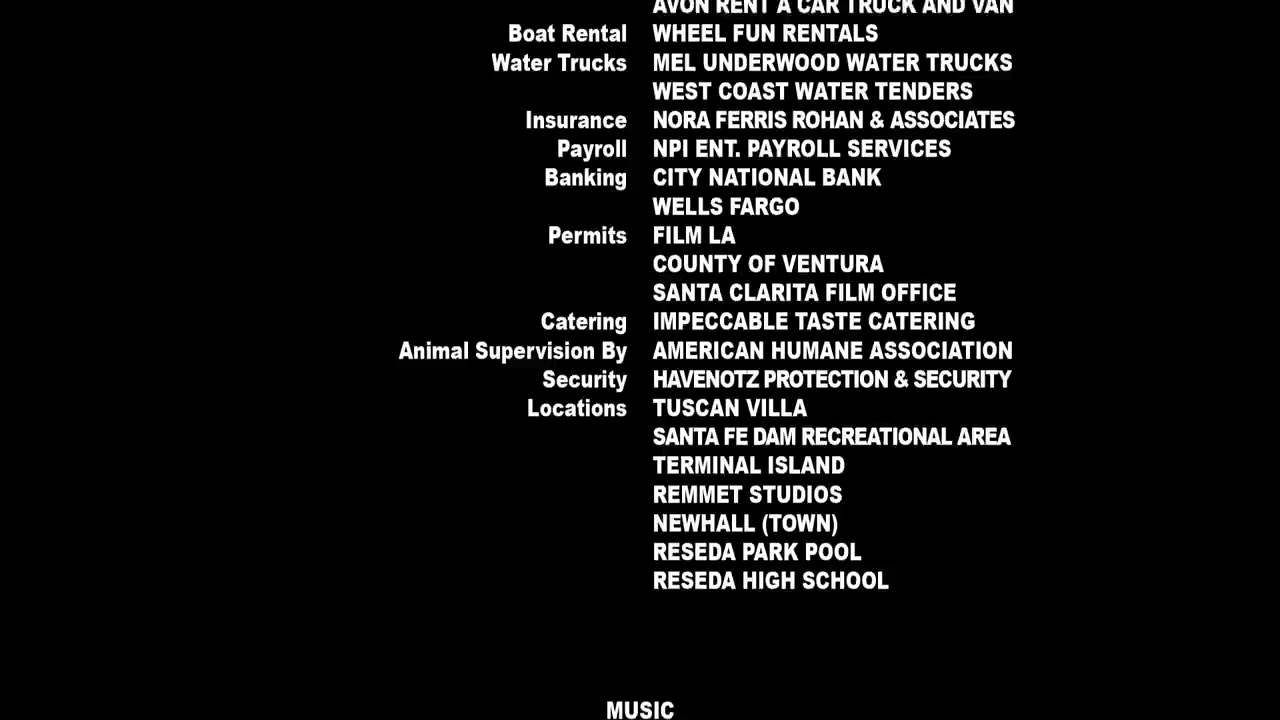 AVON RENT A CAR TRUCK AND VAN
Boat Rental WHEEL FUN RENTALS
Water Trucks MEL UNDERWOOD WATER TRUCKS
WEST COAST WATER TENDERS
Insurance NORA FERRIS ROHAN & ASSOCIATES
Payroll NPI ENT. PAYROLL SERVICES
Banking CITY NATIONAL BANK
WELLS FARGO
Permits FILM LA
COUNTY OF VENTURA
SANTA CLARITA FILM OFFICE
Catering IMPECCABLE TASTE CATERING
Animal Supervision By AMERICAN HUMANE ASSOCIATION
Security HAVENOTZ PROTECTION & SECURITY
Locations TUSCAN VILLA
SANTA FE DAM RECREATIONAL AREA
TERMINAL ISLAND
REMMET STUDIOS
NEWHALL (TOWN)
RESEDA PARK POOL
RESEDA HIGH SCHOOL
MUSIC